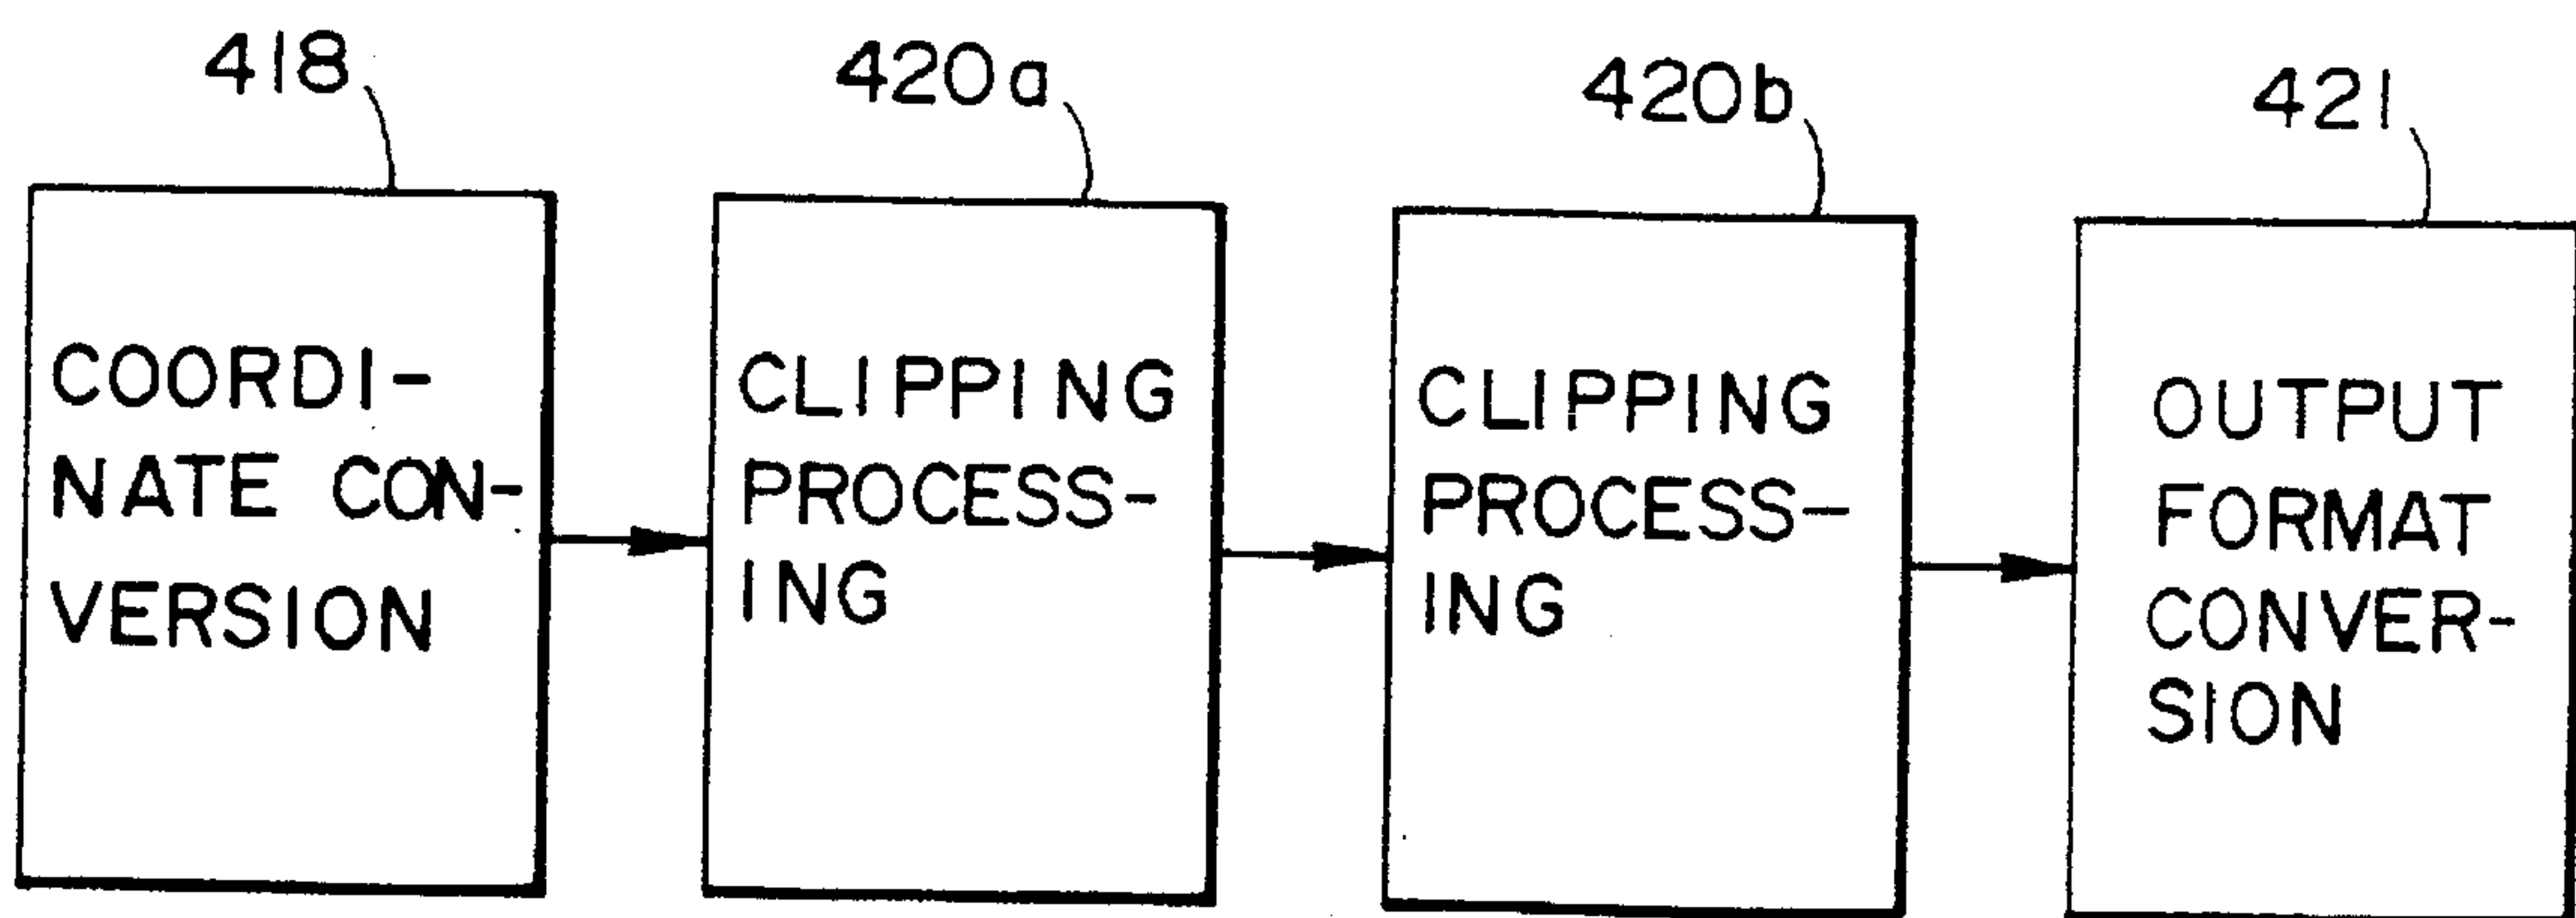 418
420a
420b
421
COORDI-
NATE CON-
VERSION
CLIPPING
PROCESS-
ING
CLIPPING
PROCESS-
ING
OUTPUT
FORMAT
CONVER-
SION